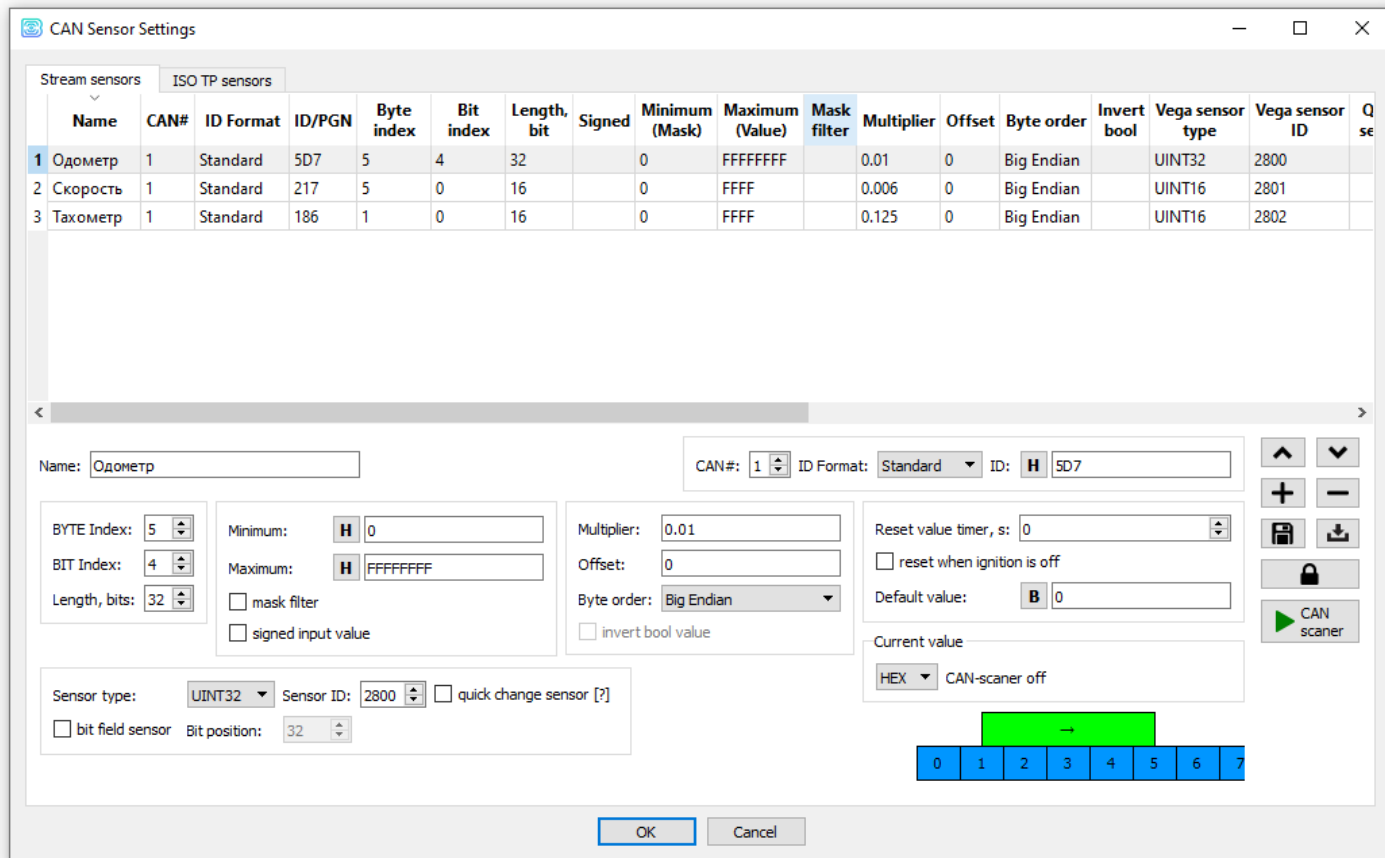 CAN Sensor Settings
Stream sensors ISO TP sensors
Name CAN# ID Format ID/PGN Byte index Bit index Length, bit Signed Minimum (Mask) Maximum (Value) Mask filter Multiplier Offset Byte order Invert bool Vega sensor type Vega sensor ID
1 Одометр 1 Standard 5D7 5 4 32 0 FFFFFFFF 0.01 0 Big Endian UINT32 2800
2 Скорость 1 Standard 217 5 0 16 0 FFFF 0.006 0 Big Endian UINT16 2801
3 Тахометр 1 Standard 186 1 0 16 0 FFFF 0.125 0 Big Endian UINT16 2802
Name: Одометр CAN#: 1 ID Format: Standard ID: H 5D7
BYTE Index: 5 Minimum: H 0 Multiplier: 0.01 Reset value timer, s: 0
BIT Index: 4 Maximum: H FFFFFFFF Offset: 0 reset when ignition is off
Length, bits: 32 mask filter Byte order: Big Endian Default value: B 0
signed input value invert bool value
CAN scaner
Current value
HEX CAN-scaner off
Sensor type: UINT32 Sensor ID: 2800 quick change sensor [?]
bit field sensor Bit position: 32
→
0 1 2 3 4 5 6 7
OK Cancel